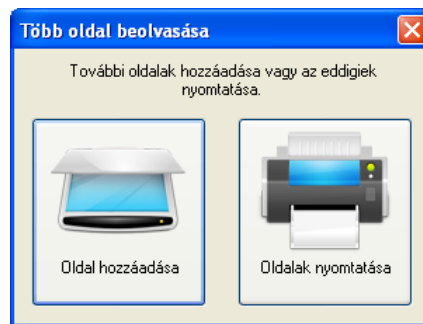 Több oldal beolvasása
További oldalak hozzáadása vagy az eddigiek
nyomtatása.
Oldal hozzáadása
Oldalak nyomtatása